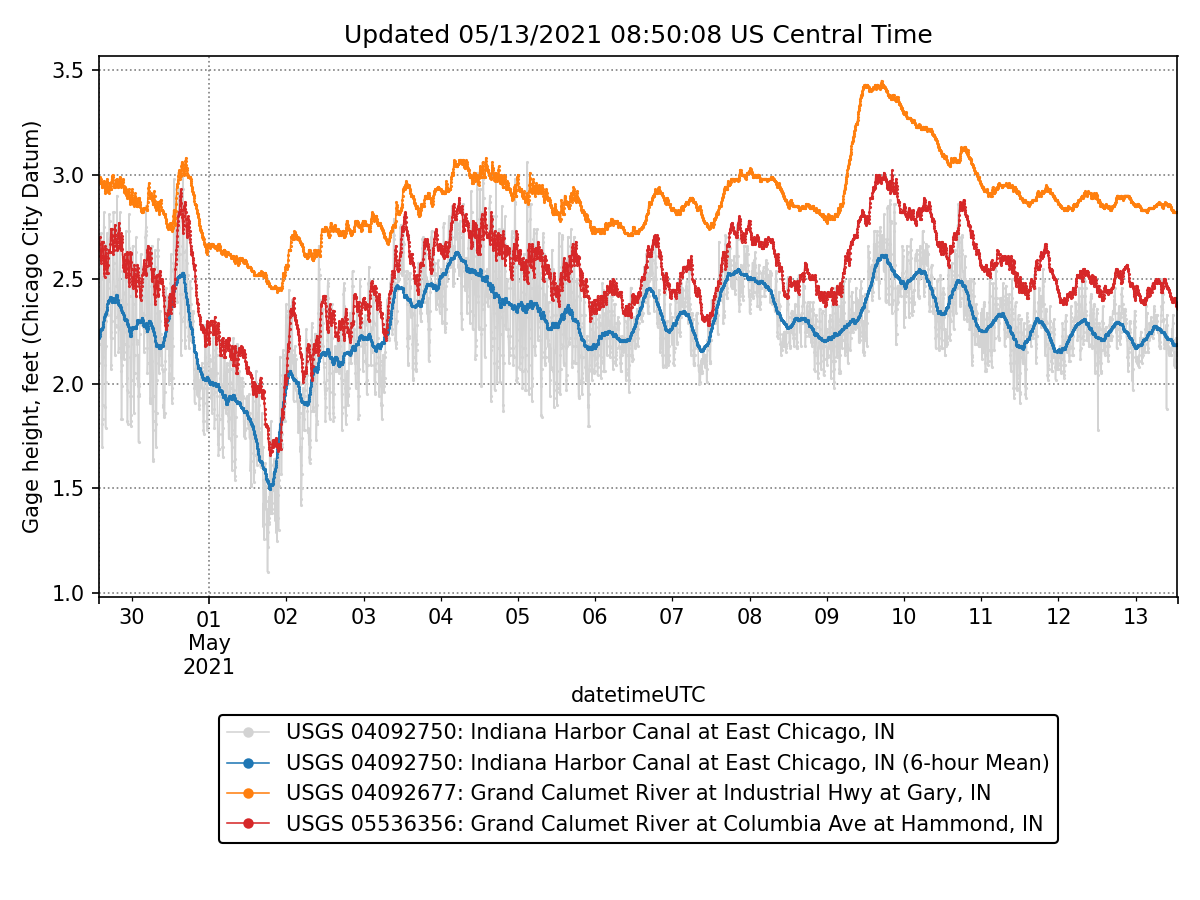 Updated 05/13/2021 08:50:08 US Central Time
Gage height, feet (Chicago City Datum)
3.5
3.0
2.5
2.0
1.5
1.0
30 01 02 03 04 05 06 07 08 09 10 11 12 13
May
2021
datetimeUTC
USGS 04092750: Indiana Harbor Canal at East Chicago, IN
USGS 04092750: Indiana Harbor Canal at East Chicago, IN (6-hour Mean)
USGS 04092677: Grand Calumet River at Industrial Hwy at Gary, IN
USGS 05536356: Grand Calumet River at Columbia Ave at Hammond, IN